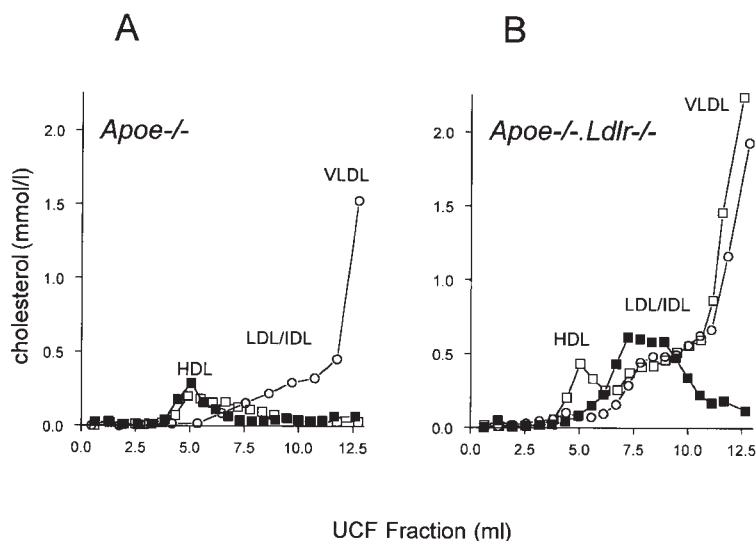 A
B
Apoe-/-
Apoe-/-.Ldlr-/-
VLDL
VLDL
LDL/IDL
LDL/IDL
HDL
HDL
cholesterol (mmol/l)
2.0
1.5
1.0
0.5
0.0
2.0
1.5
1.0
0.5
0.0
0.0 2.5 5.0 7.5 10.0 12.5
0.0 2.5 5.0 7.5 10.0 12.5
UCF Fraction (ml)